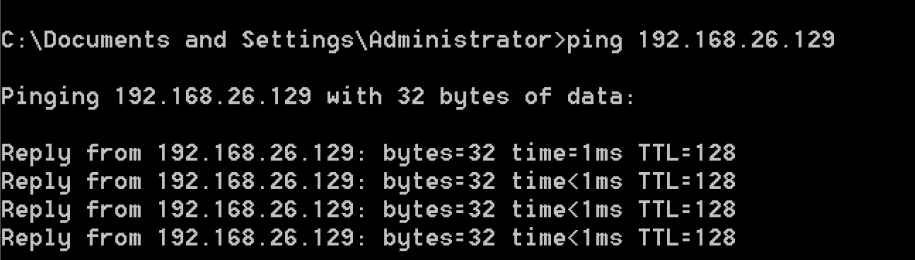 C:\Documents and Settings\Administrator>ping 192.168.26.129
Pinging 192.168.26.129 with 32 bytes of data:
Reply from 192.168.26.129: bytes=32 time=1ms TTL=128
Reply from 192.168.26.129: bytes=32 time<1ms TTL=128
Reply from 192.168.26.129: bytes=32 time<1ms TTL=128
Reply from 192.168.26.129: bytes=32 time<1ms TTL=128